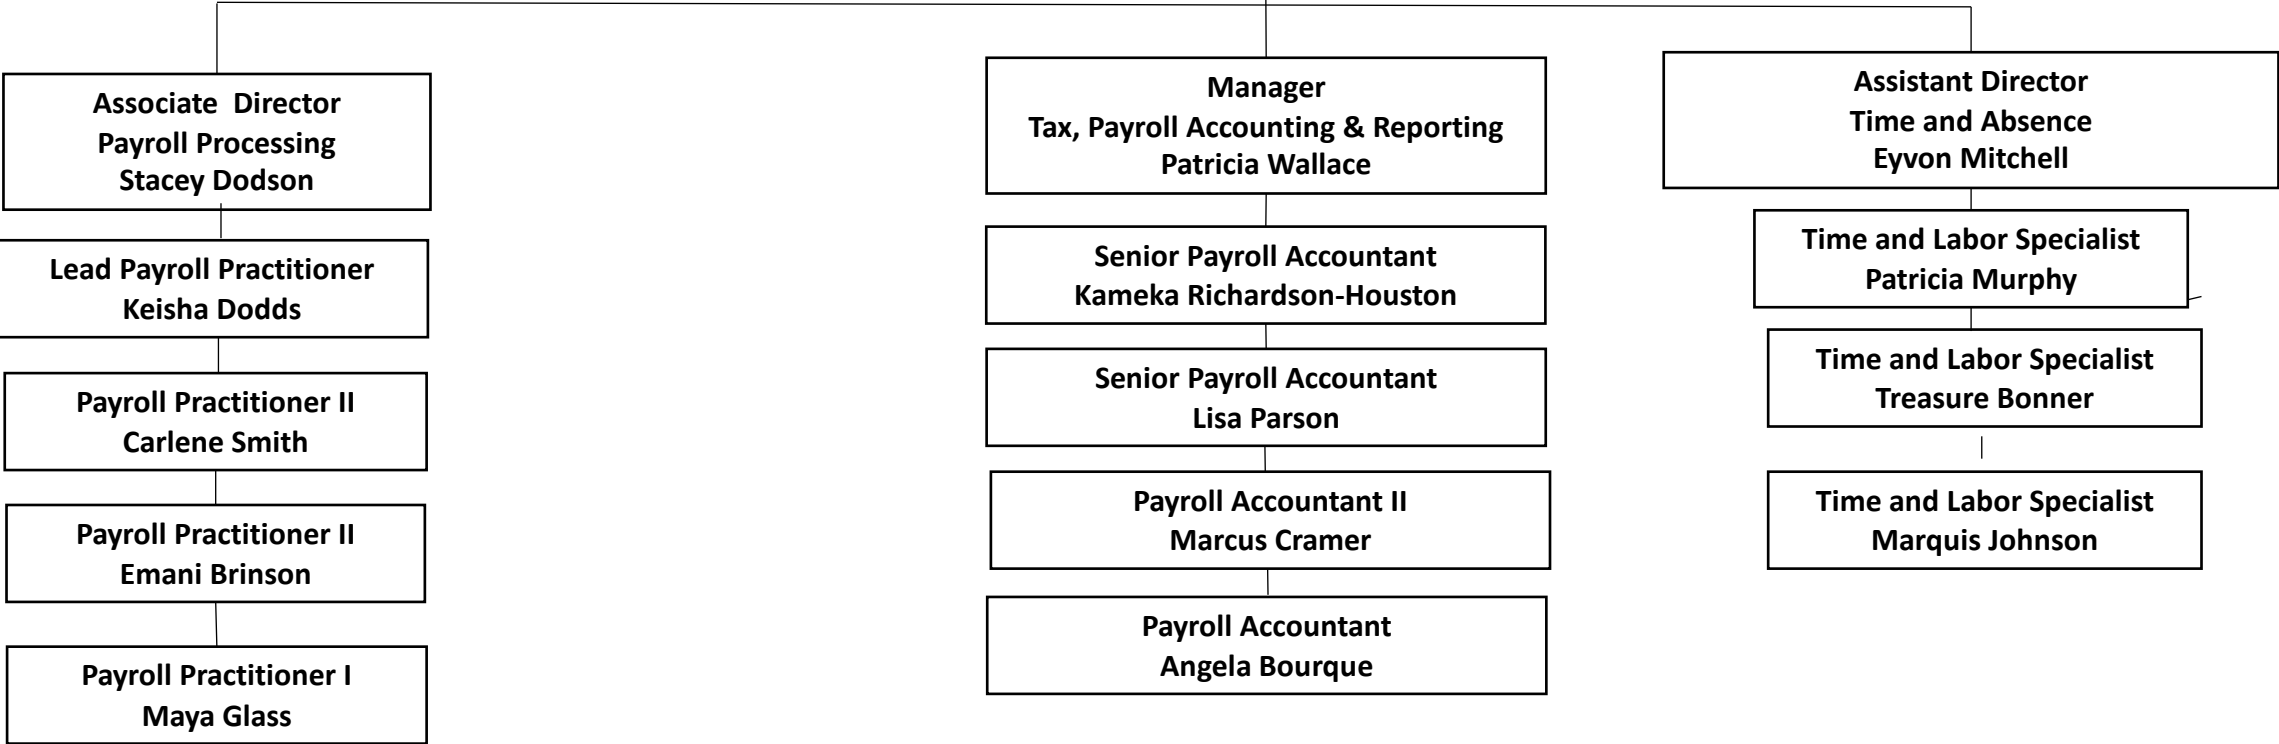 Associate  Director
Payroll Processing
Stacey Dodson
Lead Payroll Practitioner
Keisha Dodds
Payroll Practitioner II
Carlene Smith
Payroll Practitioner II
Emani Brinson
Payroll Practitioner I
Maya Glass
Manager
Tax, Payroll Accounting & Reporting
Patricia Wallace
Senior Payroll Accountant
Kameka Richardson-Houston
Senior Payroll Accountant
Lisa Parson
Payroll Accountant II
Marcus Cramer
Payroll Accountant
Angela Bourque
Assistant Director
Time and Absence
Eyvon Mitchell
Time and Labor Specialist
Patricia Murphy
Time and Labor Specialist
Treasure Bonner
Time and Labor Specialist
Marquis Johnson